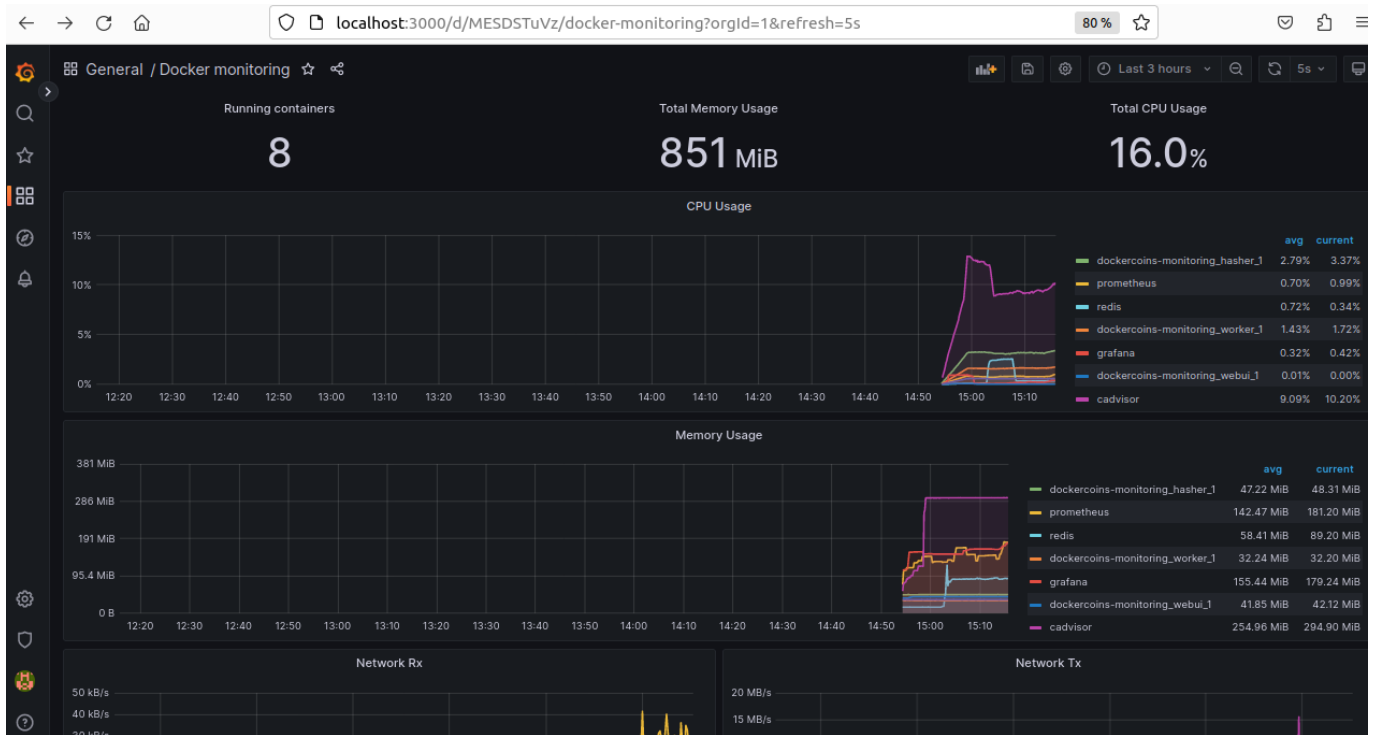 localhost:3000/d/MESDSTuVz/docker-monitoring?orgId=1&refresh=5s 80 %
General / Docker monitoring Last 3 hours 5s
Running containers
8
Total Memory Usage
851 MiB
Total CPU Usage
16.0%
CPU Usage
15%
10%
5%
0%
12:20 12:30 12:40 12:50 13:00 13:10 13:20 13:30 13:40 13:50 14:00 14:10 14:20 14:30 14:40 14:50 15:00 15:10
avg current
dockercoins-monitoring_hasher_1 2.79% 3.37%
prometheus 0.70% 0.99%
redis 0.72% 0.34%
dockercoins-monitoring_worker_1 1.43% 1.72%
grafana 0.32% 0.42%
dockercoins-monitoring_webui_1 0.01% 0.00%
cadvisor 9.09% 10.20%
Memory Usage
381 MiB
286 MiB
191 MiB
95.4 MiB
0 B
12:20 12:30 12:40 12:50 13:00 13:10 13:20 13:30 13:40 13:50 14:00 14:10 14:20 14:30 14:40 14:50 15:00 15:10
avg current
dockercoins-monitoring_hasher_1 47.22 MiB 48.31 MiB
prometheus 142.47 MiB 181.20 MiB
redis 58.41 MiB 89.20 MiB
dockercoins-monitoring_worker_1 32.24 MiB 32.20 MiB
grafana 155.44 MiB 179.24 MiB
dockercoins-monitoring_webui_1 41.85 MiB 42.12 MiB
cadvisor 254.96 MiB 294.90 MiB
Network Rx
50 kB/s
40 kB/s
Network Tx
20 MB/s
15 MB/s